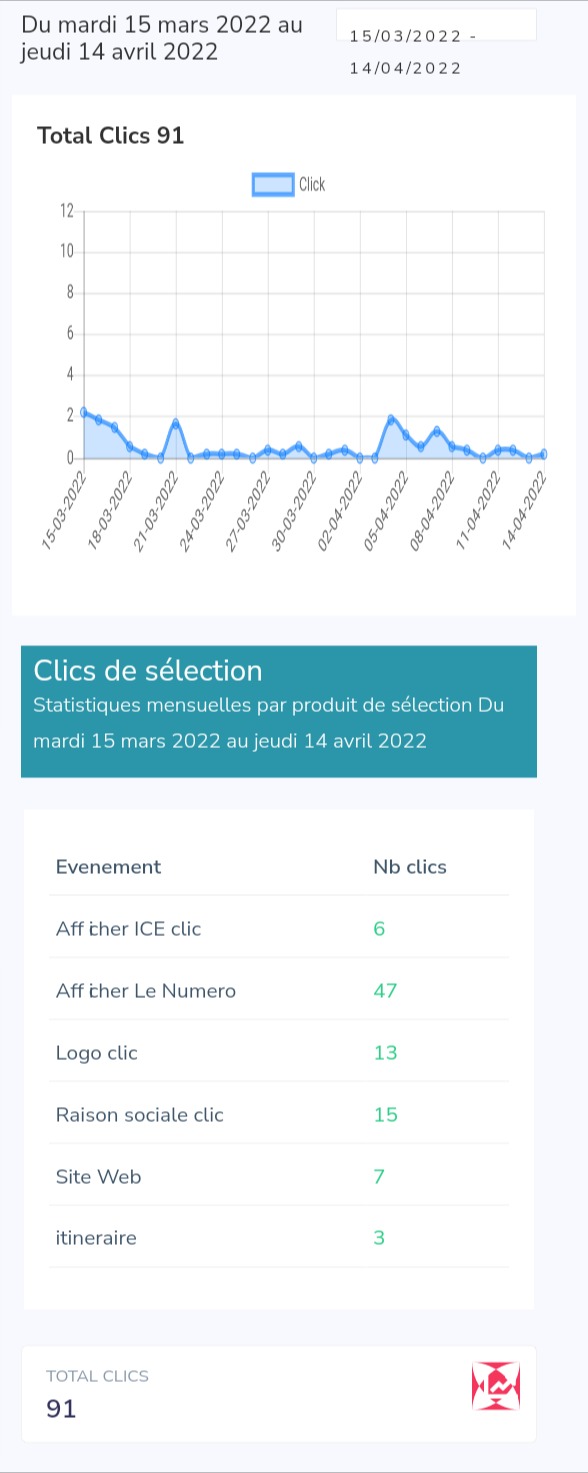 Du mardi 15 mars 2022 au
jeudi 14 avril 2022
15/03/2022 -
14/04/2022
Total Clics 91
Click
12
10
8
6
4
2
0
15-03-2022
18-03-2022
21-03-2022
24-03-2022
27-03-2022
30-03-2022
02-04-2022
05-04-2022
08-04-2022
11-04-2022
14-04-2022
Clics de sélection
Statistiques mensuelles par produit de sélection Du
mardi 15 mars 2022 au jeudi 14 avril 2022
Evenement Nb clics
Afficher ICE clic 6
Afficher Le Numero 47
Logo clic 13
Raison sociale clic 15
Site Web 7
itineraire 3
TOTAL CLICS
91